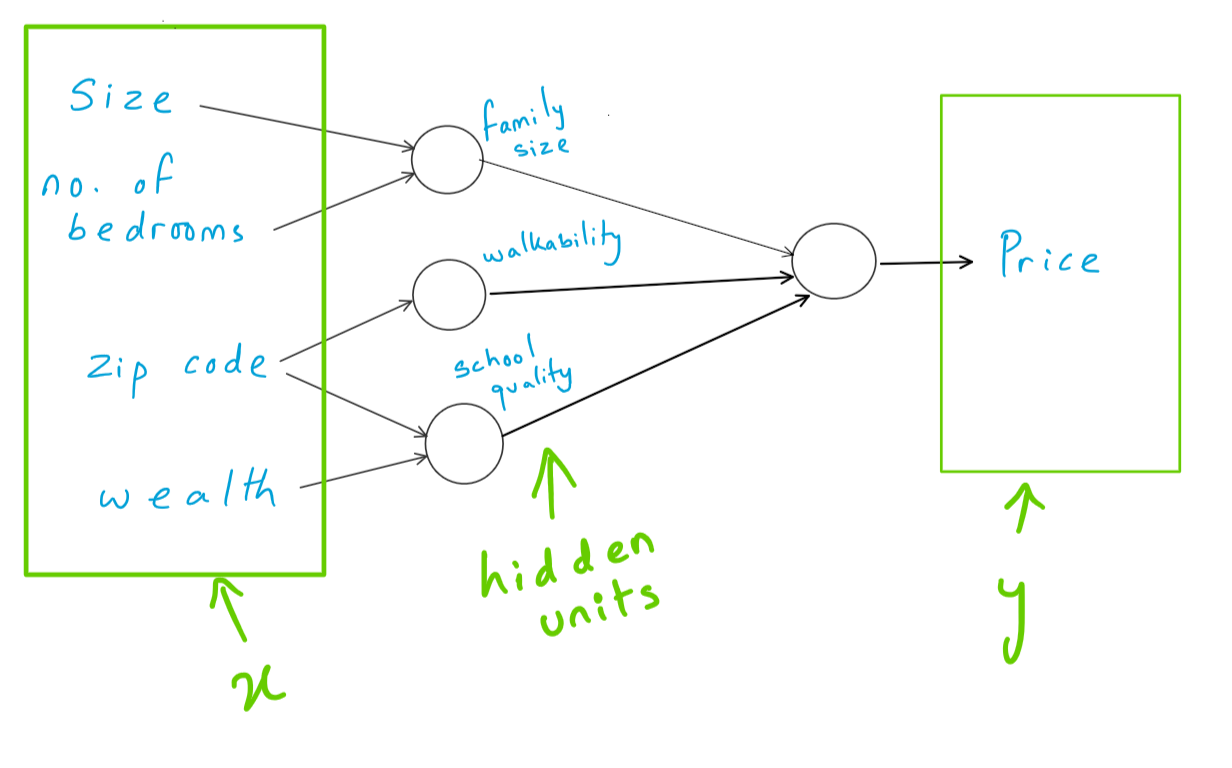 Size
no. of
bedrooms
zip code
wealth
family
size
walkability
school
quality
Price
hidden
units
x
y